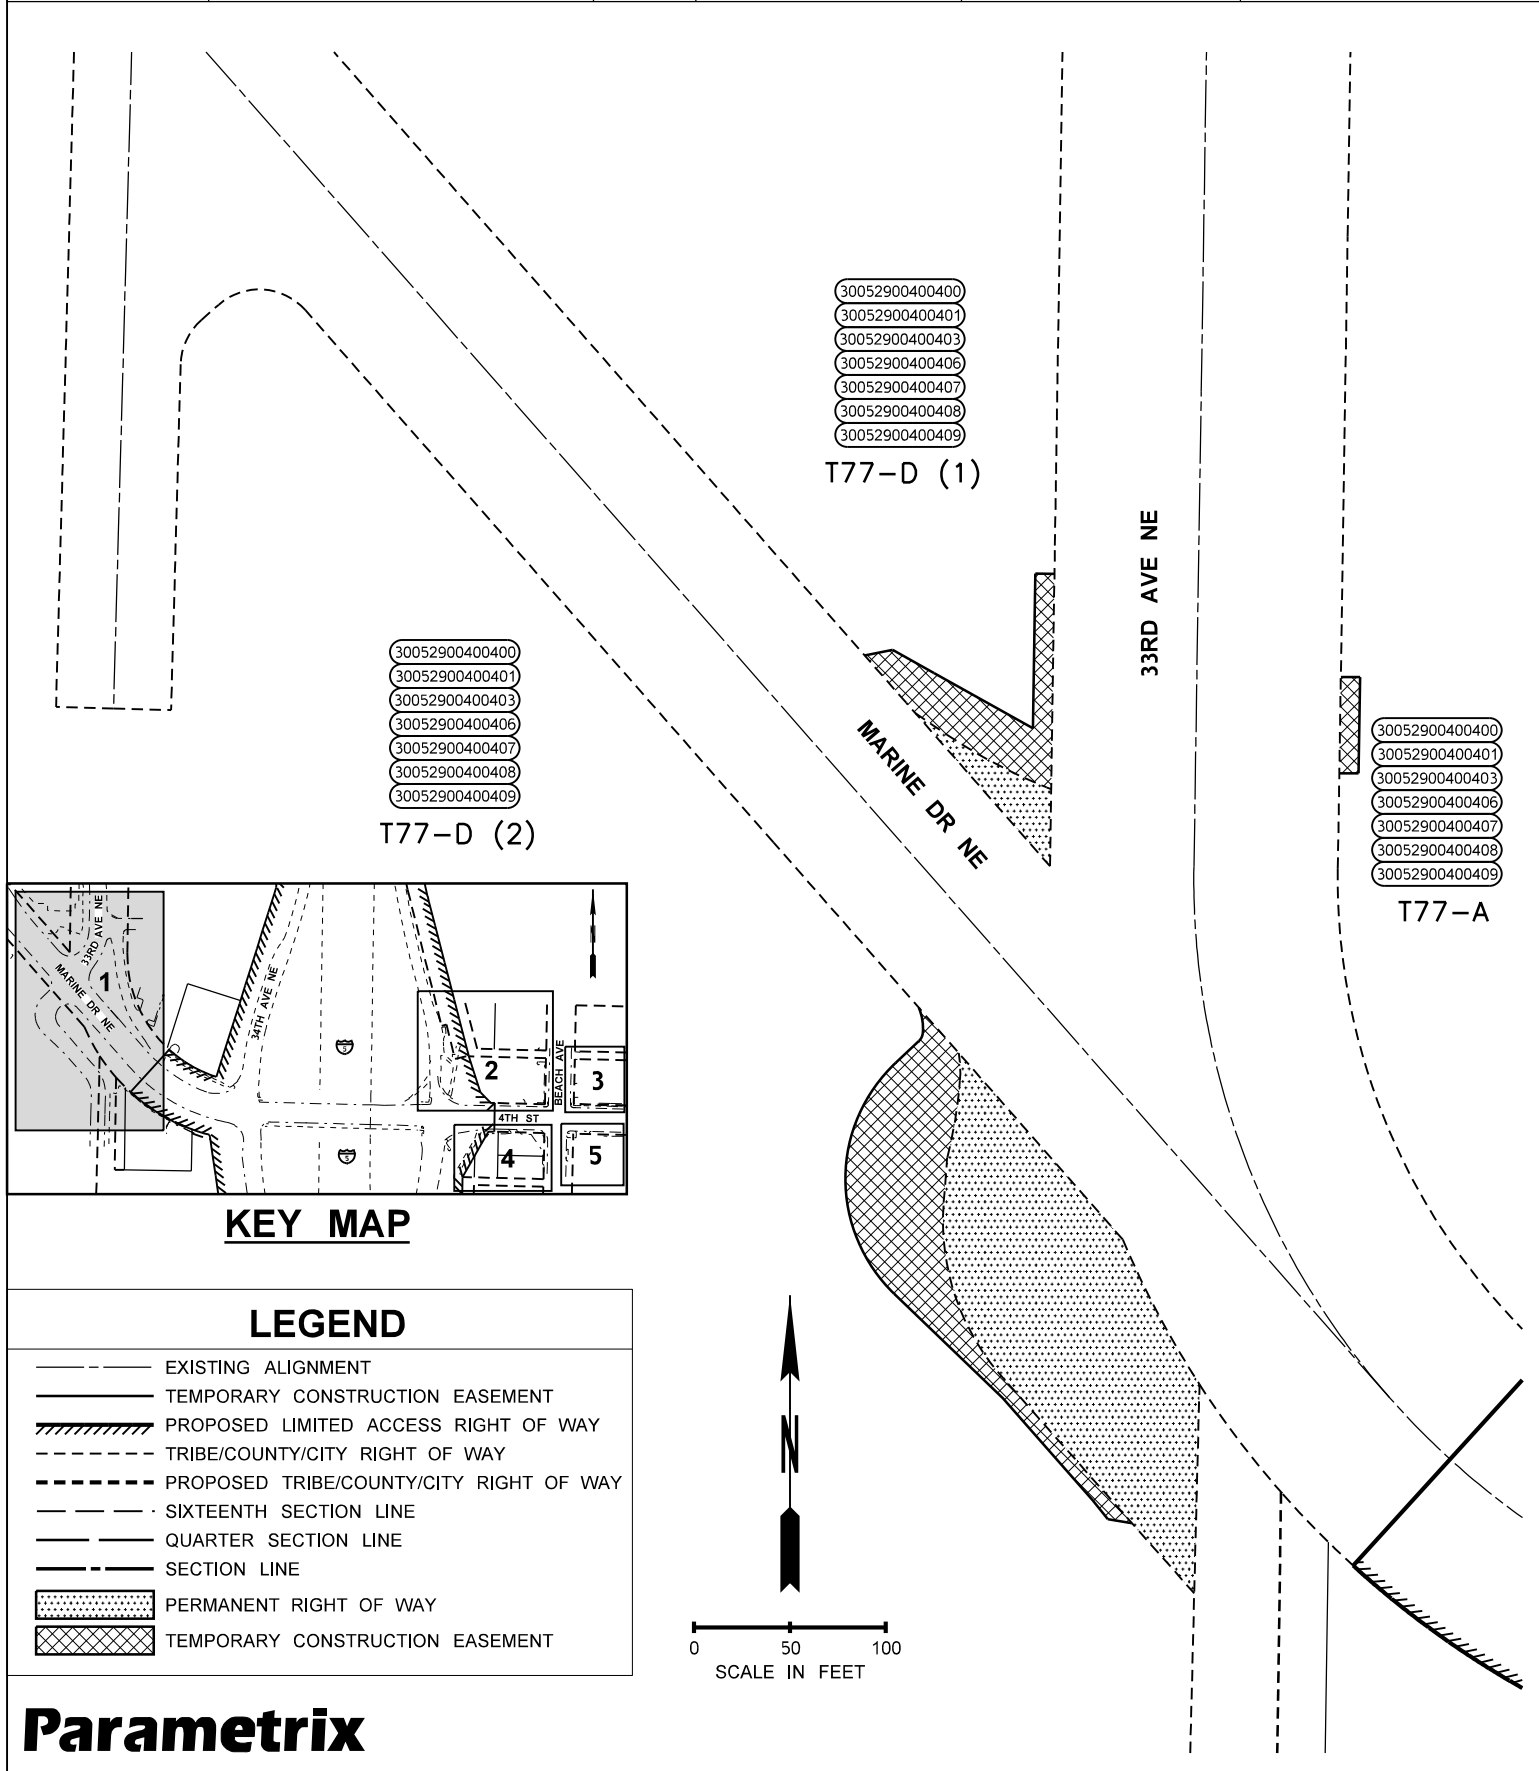 30052900400400
30052900400401
30052900400403
30052900400406
30052900400407
30052900400408
30052900400409
T77-D (1)
33RD AVE NE
30052900400400
30052900400401
30052900400403
30052900400406
30052900400407
30052900400408
30052900400409
T77-D (2)
MARINE DR NE
30052900400400
30052900400401
30052900400403
30052900400406
30052900400407
30052900400408
30052900400409
T77-A
33RD AVE NE
MARINE DR NE
1
34TH AVE NE
5
2
BEACH AVE
3
4TH ST
5
4
5
KEY MAP
LEGEND
EXISTING ALIGNMENT
TEMPORARY CONSTRUCTION EASEMENT
PROPOSED LIMITED ACCESS RIGHT OF WAY
TRIBE/COUNTY/CITY RIGHT OF WAY
PROPOSED TRIBE/COUNTY/CITY RIGHT OF WAY
SIXTEENTH SECTION LINE
QUARTER SECTION LINE
SECTION LINE
PERMANENT RIGHT OF WAY
TEMPORARY CONSTRUCTION EASEMENT
N
0 50 100
SCALE IN FEET
Parametrix